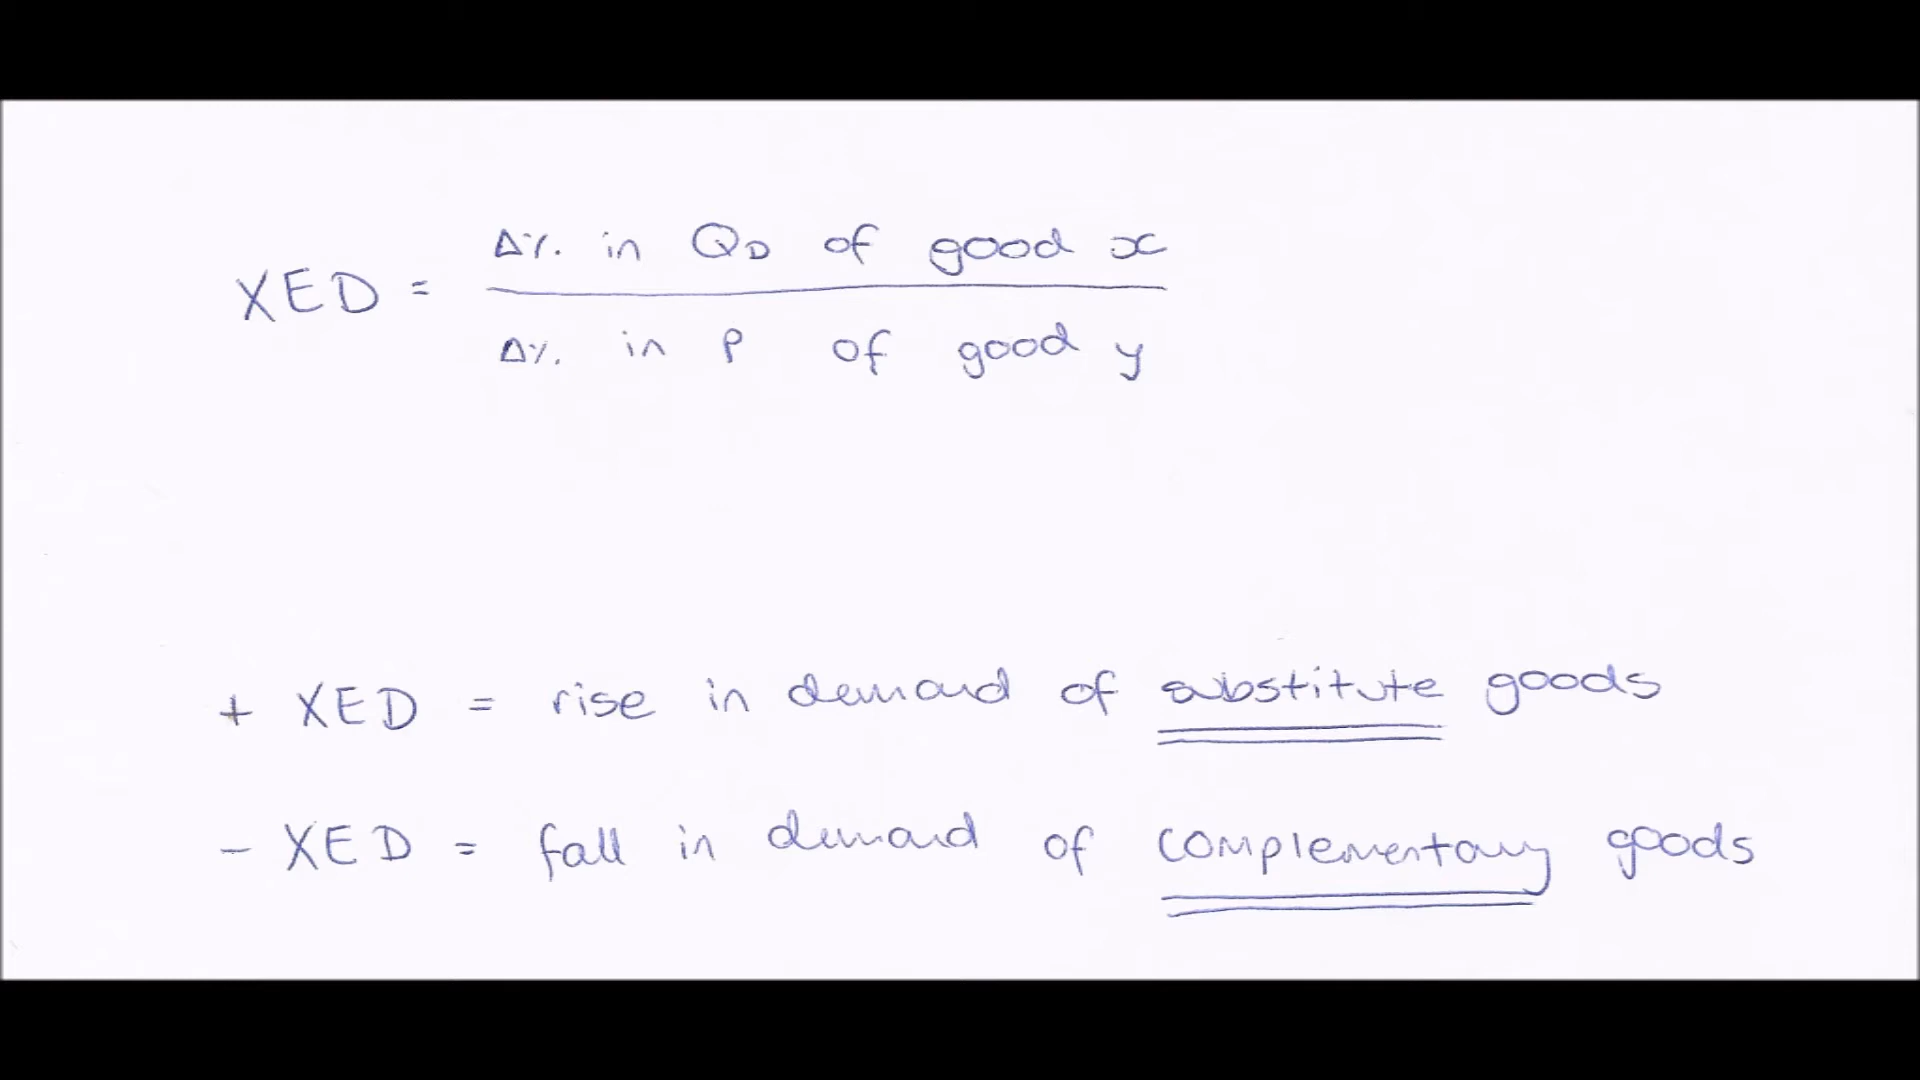 XED = Δ% in QD of good x
Δ% in P of good y
+ XED = rise in demand of substitute goods
- XED = fall in demand of complementary goods